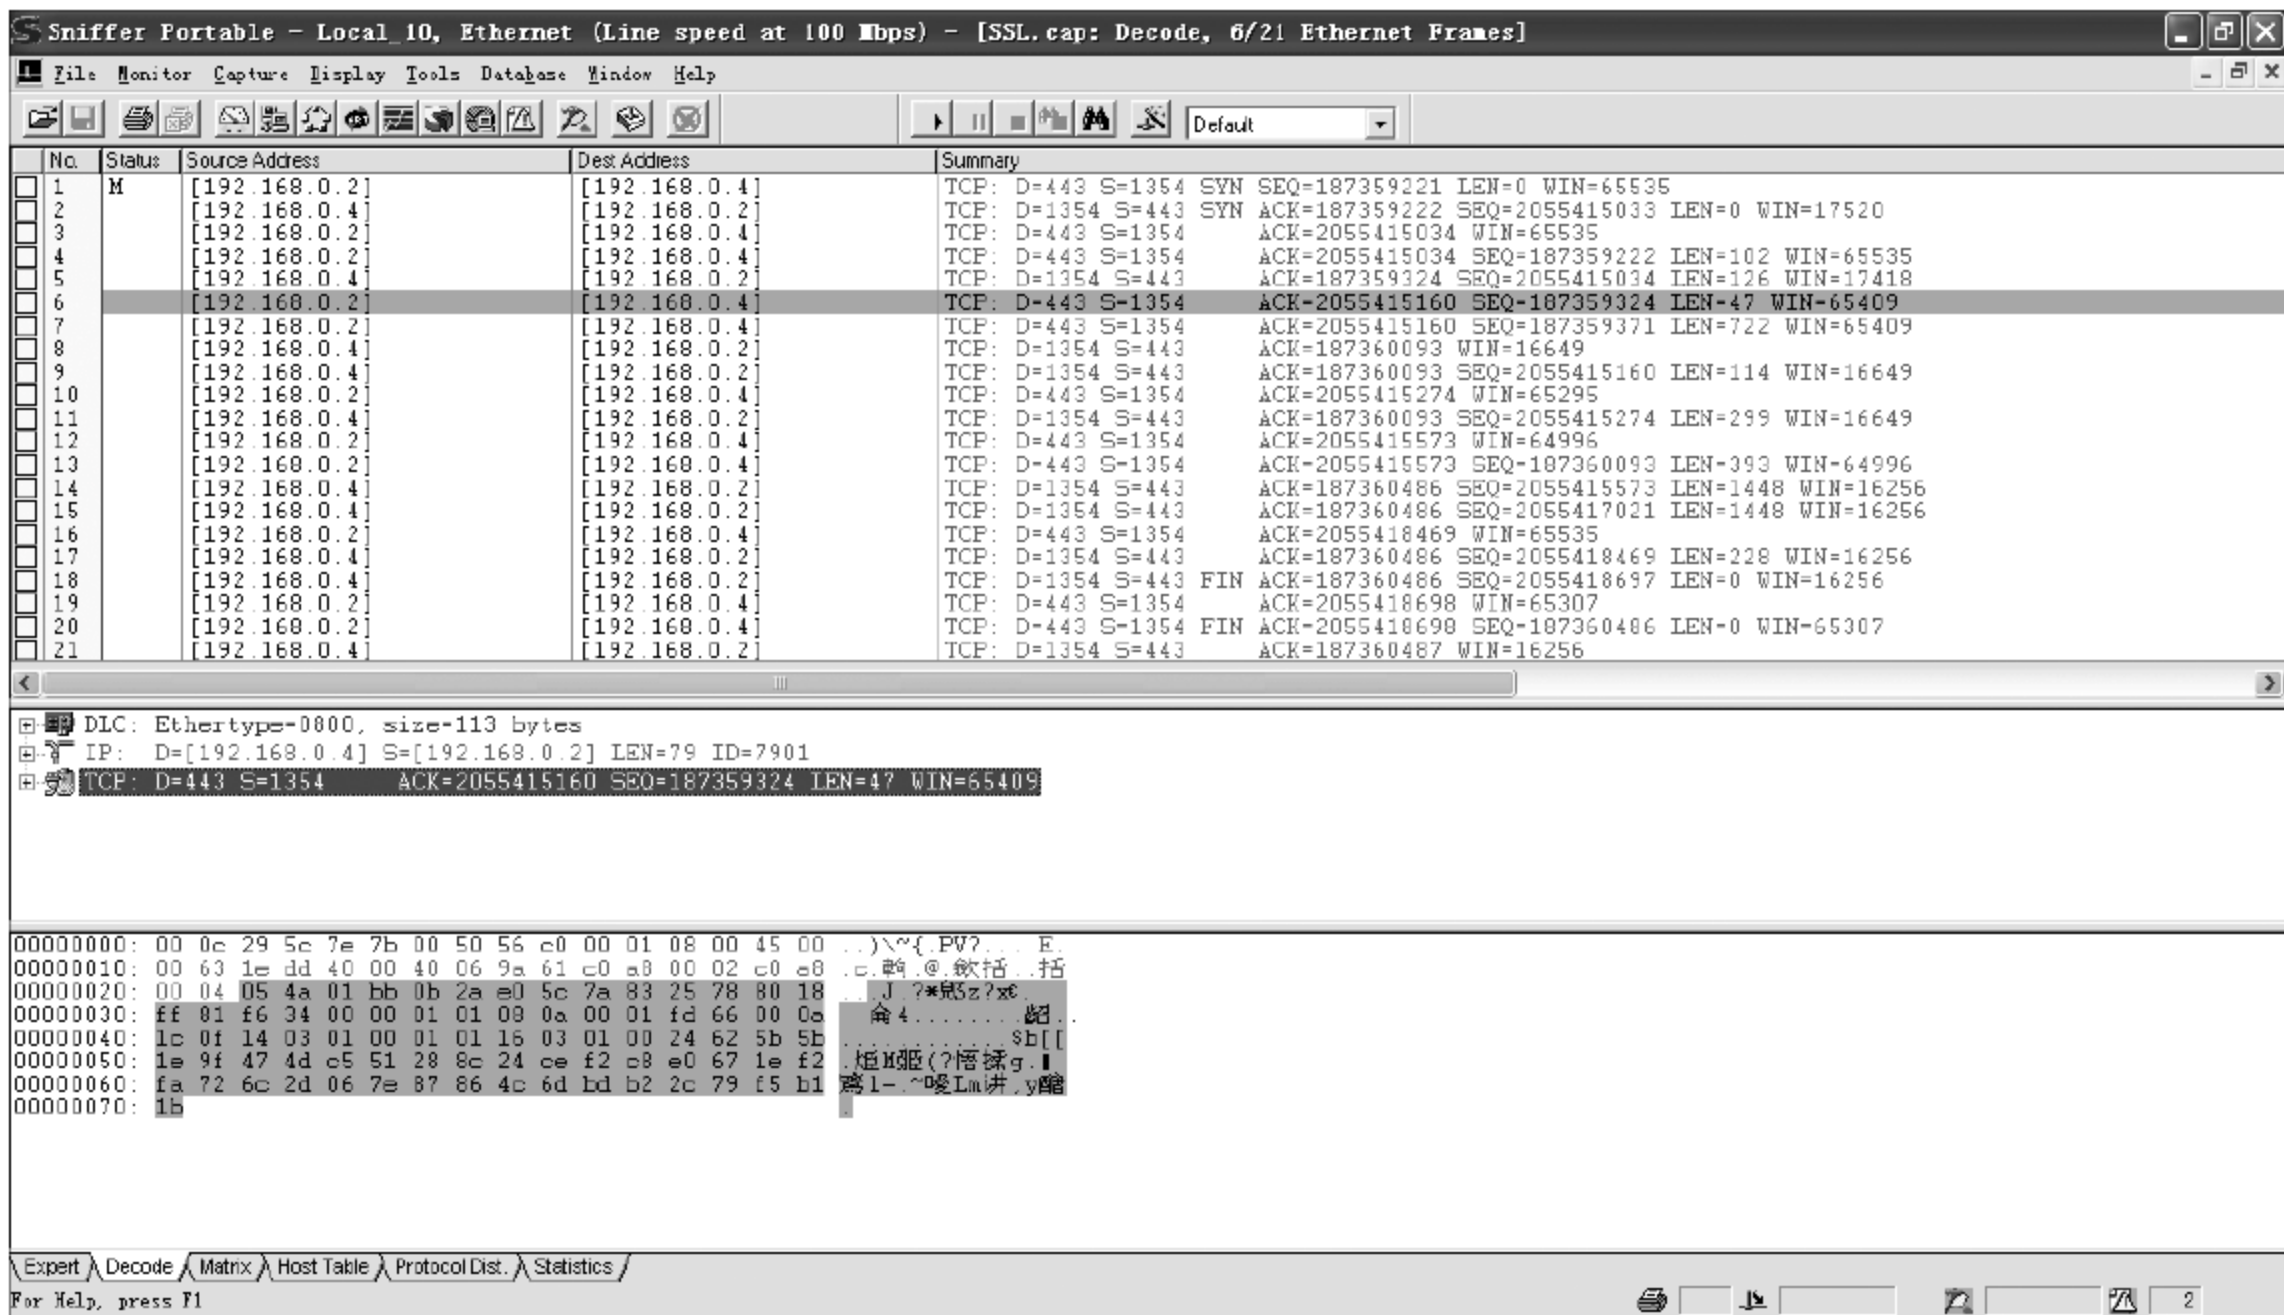 Sniffer Portable - Local_10, Ethernet (Line speed at 100 Mbps) - [SSL.cap: Decode, 6/21 Ethernet Frames]
File Monitor Capture Display Tools Database Window Help
Default
No. Status Source Address Dest Address Summary
1 M [192.168.0.2] [192.168.0.4] TCP: D=443 S=1354 SYN SEQ=187359221 LEN=0 WIN=65535
2 [192.168.0.4] [192.168.0.2] TCP: D=1354 S=443 SYN ACK=187359222 SEQ=2055415033 LEN=0 WIN=17520
3 [192.168.0.2] [192.168.0.4] TCP: D=443 S=1354 ACK=2055415034 WIN=65535
4 [192.168.0.2] [192.168.0.4] TCP: D=443 S=1354 ACK=2055415034 SEQ=187359222 LEN=102 WIN=65535
5 [192.168.0.4] [192.168.0.2] TCP: D=1354 S=443 ACK=187359324 SEQ=2055415034 LEN=126 WIN=17418
6 [192.168.0.2] [192.168.0.4] TCP: D=443 S=1354 ACK=2055415160 SEQ=187359324 LEN=47 WIN=65409
7 [192.168.0.2] [192.168.0.4] TCP: D=443 S=1354 ACK=2055415160 SEQ=187359371 LEN=722 WIN=65409
8 [192.168.0.4] [192.168.0.2] TCP: D=1354 S=443 ACK=187360093 WIN=16649
9 [192.168.0.4] [192.168.0.2] TCP: D=1354 S=443 ACK=187360093 SEQ=2055415160 LEN=114 WIN=16649
10 [192.168.0.2] [192.168.0.4] TCP: D=443 S=1354 ACK=2055415274 WIN=65295
11 [192.168.0.4] [192.168.0.2] TCP: D=1354 S=443 ACK=187360093 SEQ=2055415274 LEN=299 WIN=16649
12 [192.168.0.2] [192.168.0.4] TCP: D=443 S=1354 ACK=2055415573 WIN=64996
13 [192.168.0.2] [192.168.0.4] TCP: D=443 S=1354 ACK=2055415573 SEQ=187360093 LEN=393 WIN=64996
14 [192.168.0.4] [192.168.0.2] TCP: D=1354 S=443 ACK=187360486 SEQ=2055415573 LEN=1448 WIN=16256
15 [192.168.0.4] [192.168.0.2] TCP: D=1354 S=443 ACK=187360486 SEQ=2055417021 LEN=1448 WIN=16256
16 [192.168.0.2] [192.168.0.4] TCP: D=443 S=1354 ACK=2055418469 WIN=65535
17 [192.168.0.4] [192.168.0.2] TCP: D=1354 S=443 ACK=187360486 SEQ=2055418469 LEN=228 WIN=16256
18 [192.168.0.4] [192.168.0.2] TCP: D=1354 S=443 FIN ACK=187360486 SEQ=2055418697 LEN=0 WIN=16256
19 [192.168.0.2] [192.168.0.4] TCP: D=443 S=1354 ACK=2055418698 WIN=65307
20 [192.168.0.2] [192.168.0.4] TCP: D=443 S=1354 FIN ACK=2055418698 SEQ=187360486 LEN=0 WIN=65307
21 [192.168.0.4] [192.168.0.2] TCP: D=1354 S=443 ACK=187360487 WIN=16256
DLC: Ethertype=0800, size=113 bytes
IP: D=[192.168.0.4] S=[192.168.0.2] LEN=79 ID=7901
TCP: D=443 S=1354 ACK=2055415160 SEQ=187359324 LEN=47 WIN=65409
00000000: 00 0c 29 5c 7e 7b 00 50 56 c0 00 01 08 00 45 00 ..)\~{.PV?....E.
00000010: 00 63 1e dd 40 00 40 06 9a 61 c0 a8 00 02 c0 a8
00000020: 00 04 05 4a 01 bb 0b 2a e0 5c 7a 83 25 78 80 18
00000030: ff 81 f6 34 00 00 01 01 08 0a 00 01 fd 66 00 0a
00000040: 1c 0f 14 03 01 00 01 01 16 03 01 00 24 62 5b 5b .............$b[[
00000050: 1e 9f 47 4d c5 51 28 8c 24 ce f2 c8 e0 67 1e f2
00000060: fa 72 6c 2d 06 7e 87 86 4c 6d bd b2 2c 79 f5 b1
00000070: 1b .
Expert Decode Matrix Host Table Protocol Dist. Statistics
For Help, press F1 2